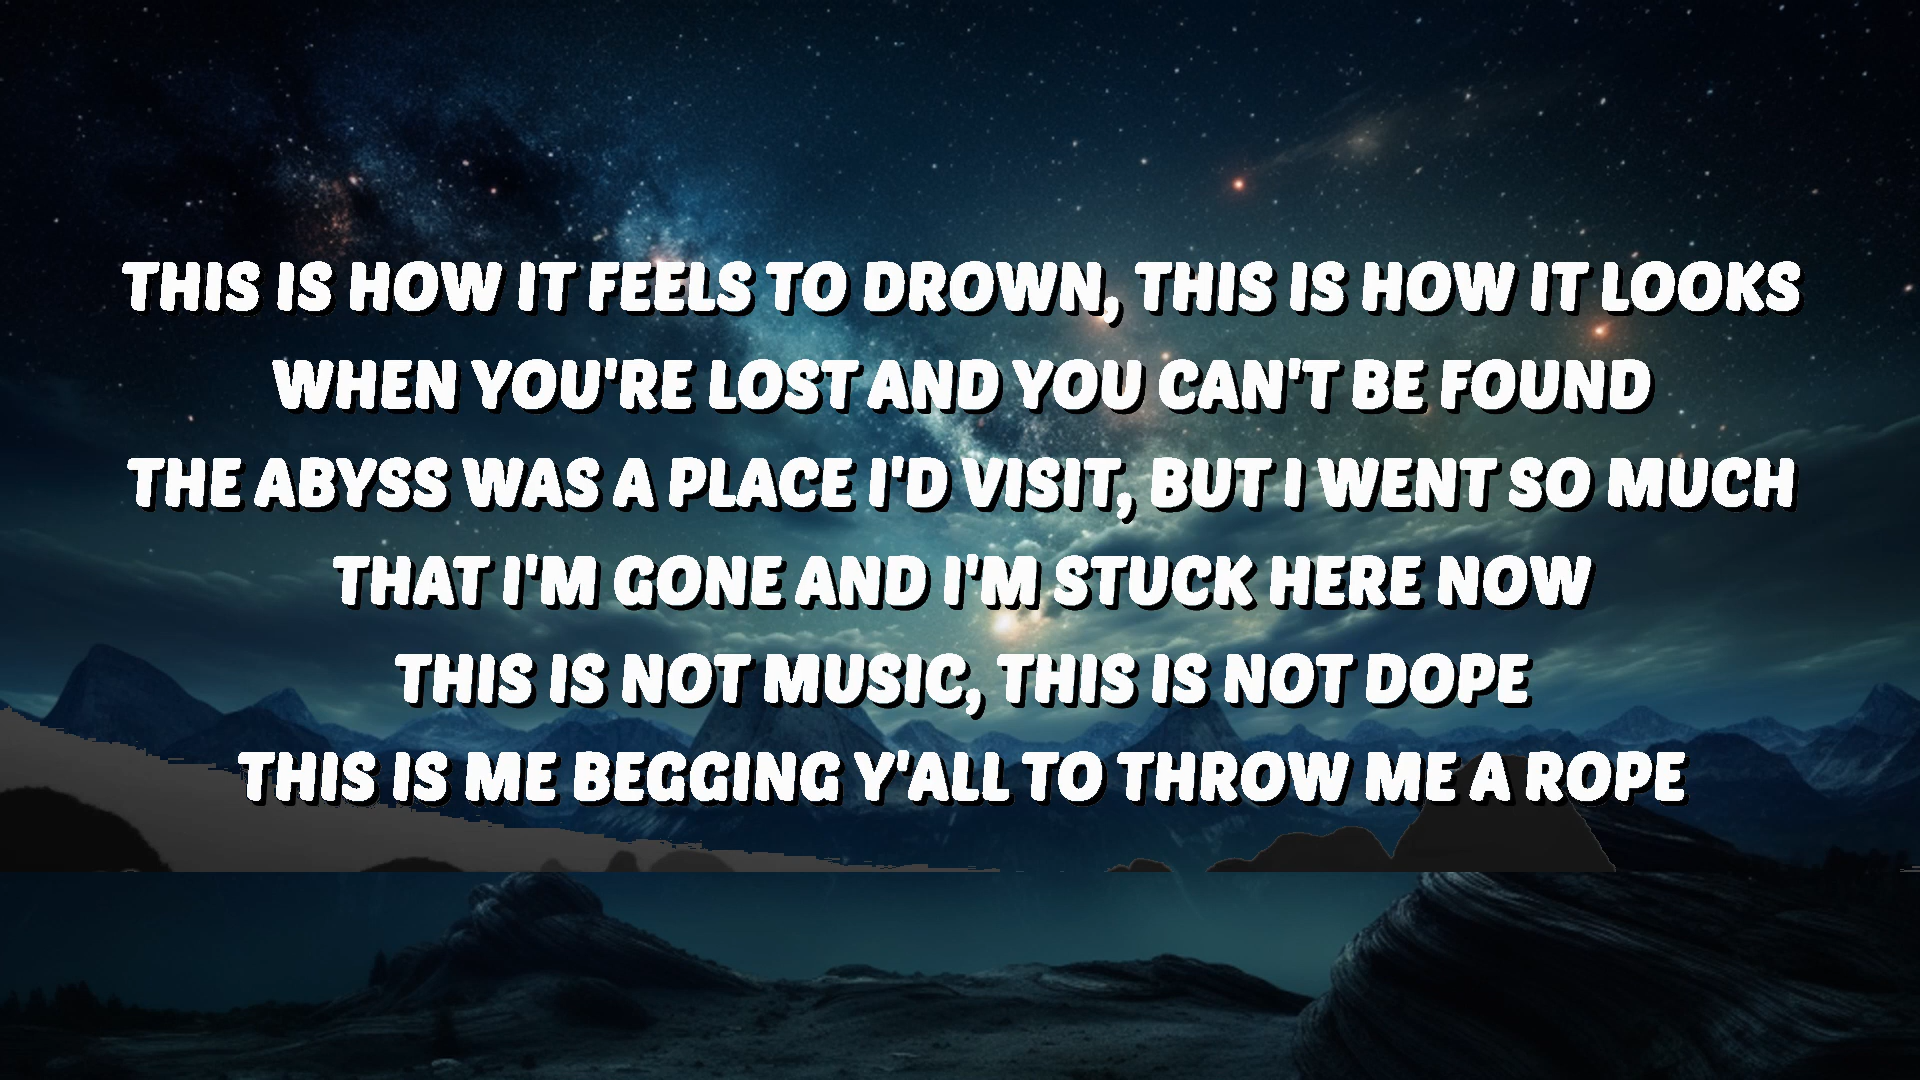 THIS IS HOW IT FEELS TO DROWN, THIS IS HOW IT LOOKS
WHEN YOU'RE LOST AND YOU CAN'T BE FOUND
THE ABYSS WAS A PLACE I'D VISIT, BUT I WENT SO MUCH
THAT I'M GONE AND I'M STUCK HERE NOW
THIS IS NOT MUSIC, THIS IS NOT DOPE
THIS IS ME BEGGING Y'ALL TO THROW ME A ROPE